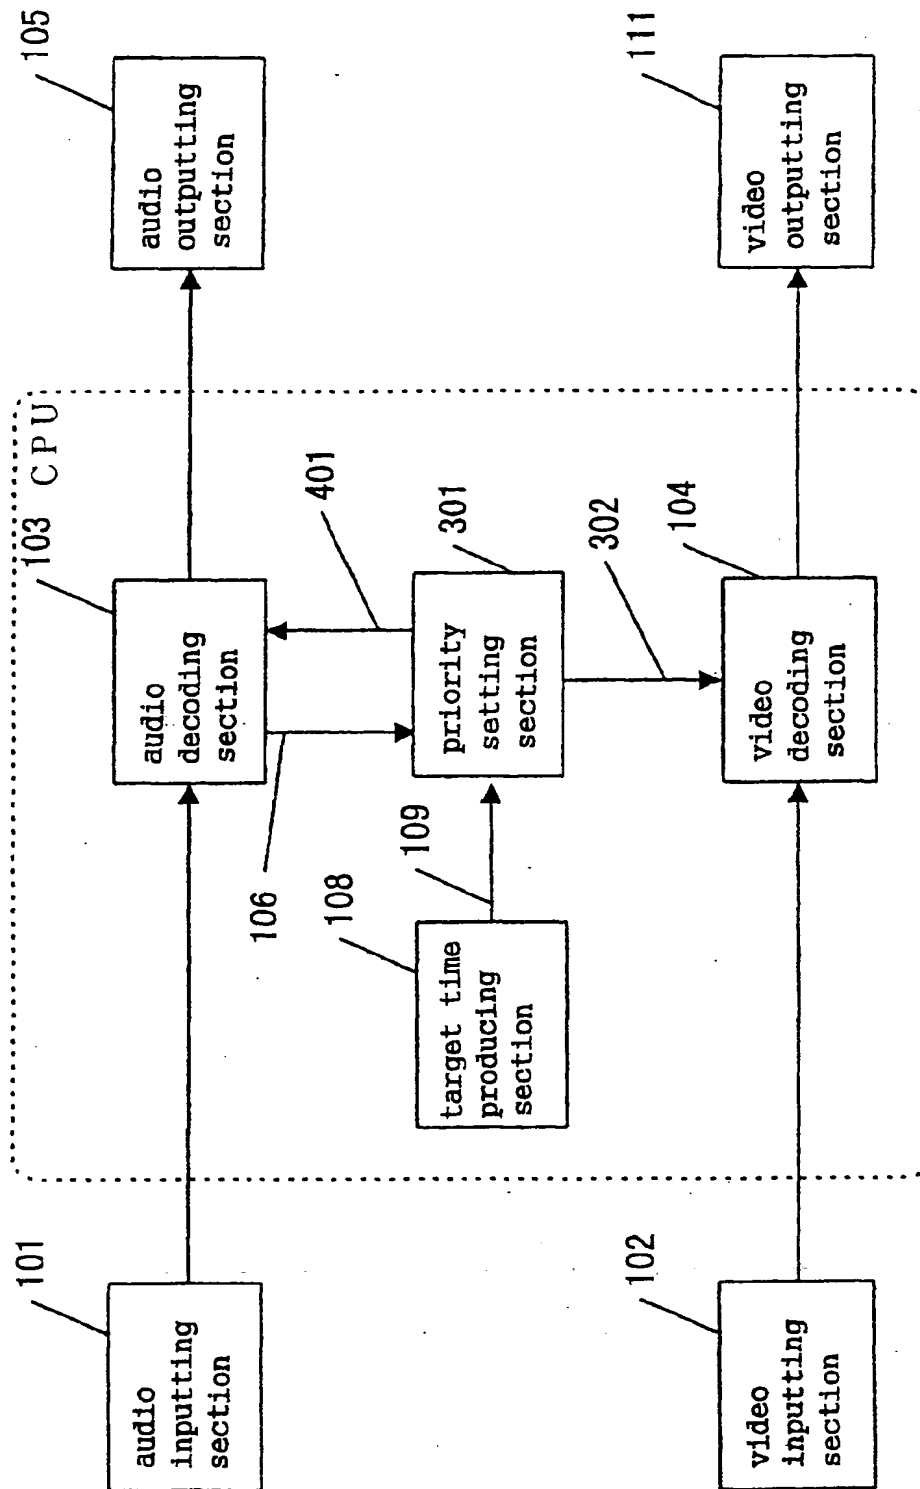 101
audio
inputting
section
103
CPU
audio
decoding
section
105
audio
outputting
section
106
401
108
target time
producing
section
109
301
priority
setting
section
302
102
video
inputting
section
104
video
decoding
section
111
video
outputting
section